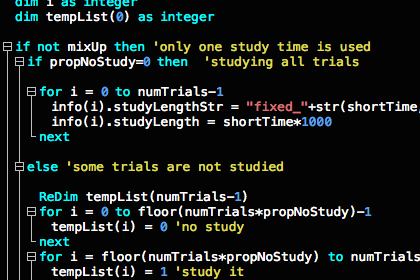 dim i as integer
dim tempList(0) as integer
if not mixUp then 'only one study time is used
if propNoStudy=0 then 'studying all trials
for i = 0 to numTrials-1
info(i).studyLengthStr = "fixed_"+str(shortTime,
info(i).studyLength = shortTime*1000
next
else 'some trials are not studied
ReDim tempList(numTrials-1)
for i = 0 to floor(numTrials*propNoStudy)-1
tempList(i) = 0 'no study
next
for i = floor(numTrials*propNoStudy) to numTrials
tempList(i) = 1 'study it